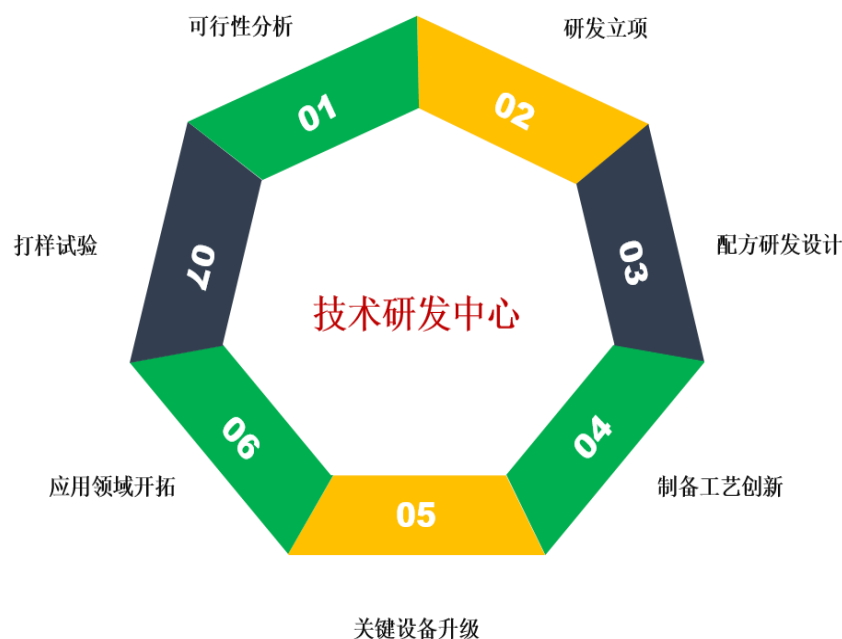 可行性分析
01
研发立项
02
配方研发设计
03
制备工艺创新
04
关键设备升级
05
应用领域开拓
06
打样试验
07
技术研发中心